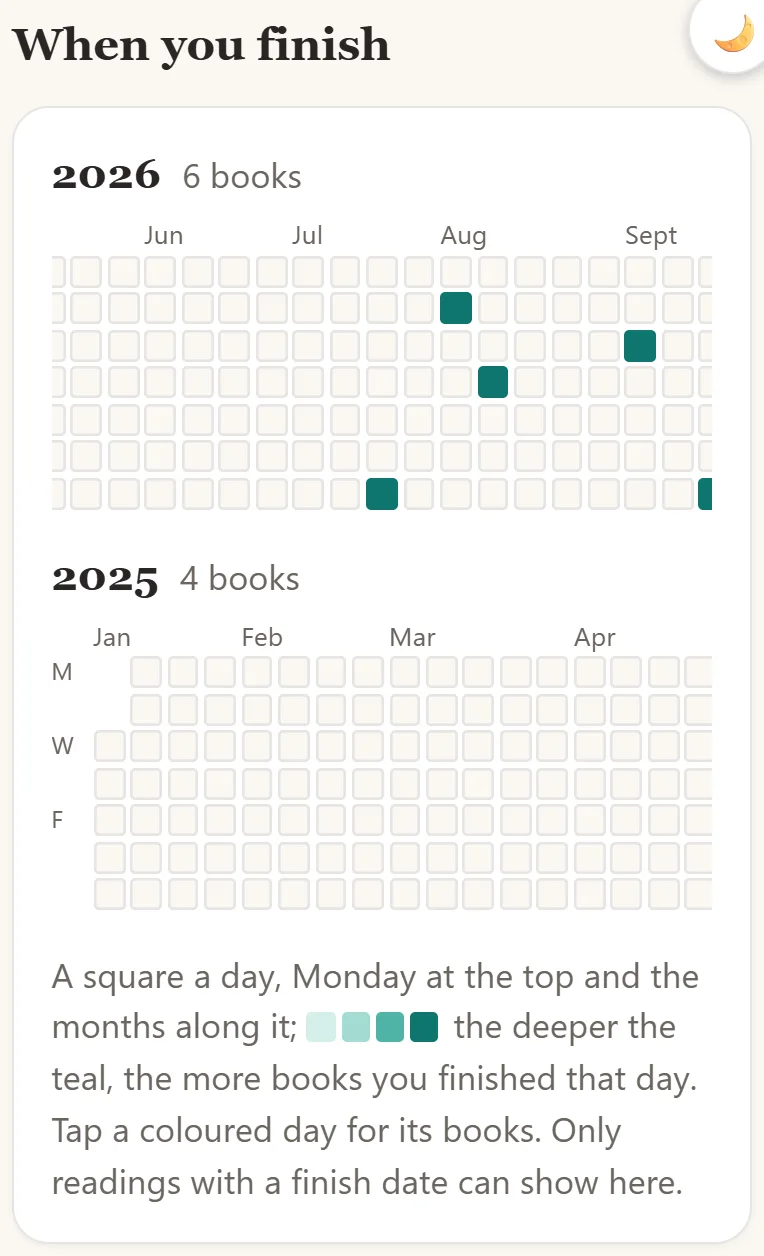 When you finish
2026 6 books
Jun Jul Aug Sept
2025 4 books
Jan Feb Mar Apr
M
W
F
A square a day, Monday at the top and the
months along it; the deeper the
teal, the more books you finished that day.
Tap a coloured day for its books. Only
readings with a finish date can show here.